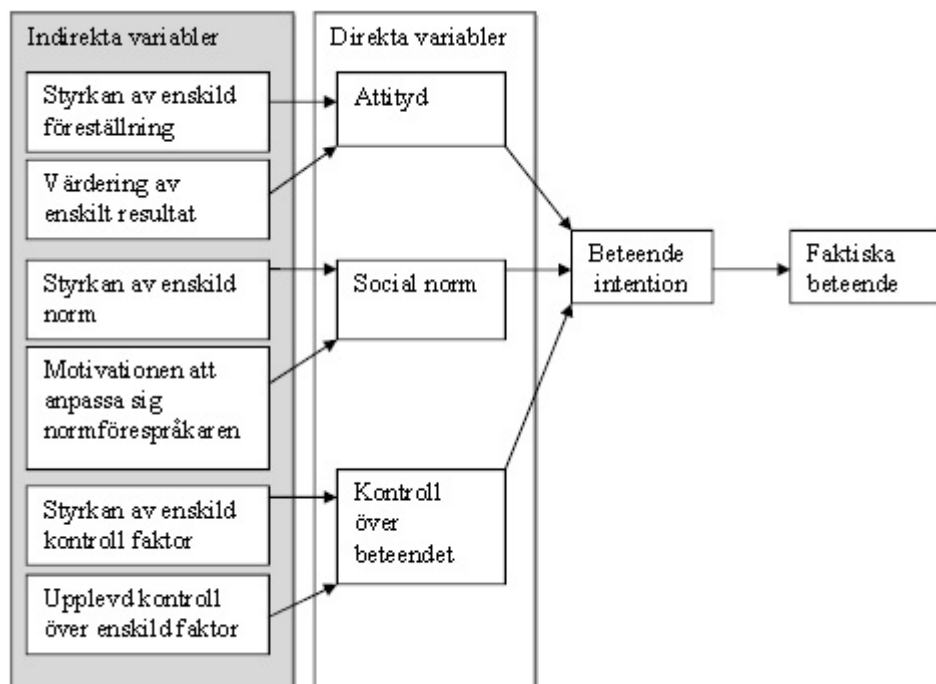 Indirekta variabler
Styrkan av enskild
föreställning
Värdering av
enskilt resultat
Styrkan av enskild
norm
Motivationen att
anpassa sig
normförespråkaren
Styrkan av enskild
kontroll faktor
Upplevd kontroll
över enskild faktor
Direkta variabler
Attityd
Social norm
Kontroll
över
beteendet
Beteende
intention
Faktiska
beteende